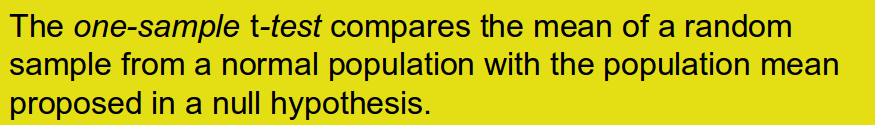 The one-sample t-test compares the mean of a random
sample from a normal population with the population mean
proposed in a null hypothesis.